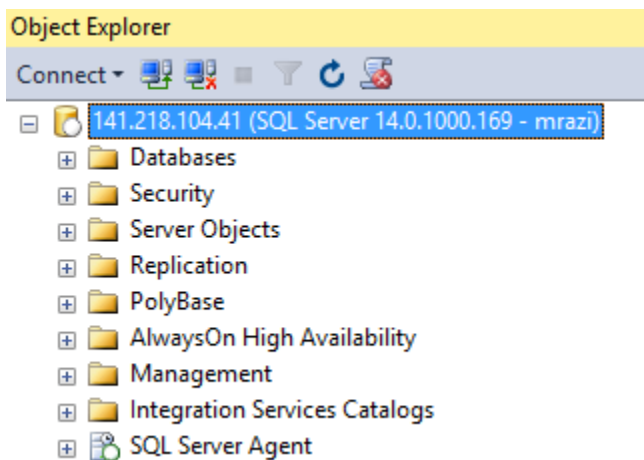 Object Explorer
Connect
141.218.104.41 (SQL Server 14.0.1000.169 - mrazi)
Databases
Security
Server Objects
Replication
PolyBase
AlwaysOn High Availability
Management
Integration Services Catalogs
SQL Server Agent